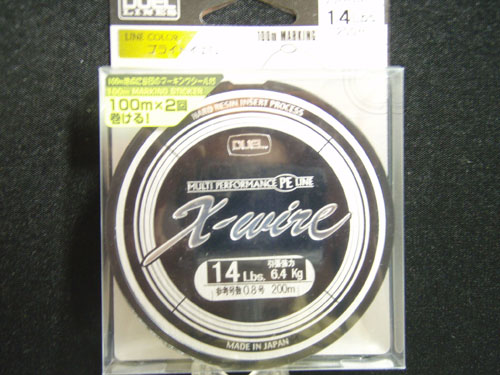 DUEL
LINES
LINE COLOR
100m MARKING
14 Lbs.
100m MARKING STICKER
100m×2回
巻ける!
HARD RESIN INSERT PROCESS
DUEL
MULTI PERFORMANCE PE LINE
X-wire
14 Lbs. 引張強力 6.4 Kg
参考号数 0.8号 200m
MADE IN JAPAN